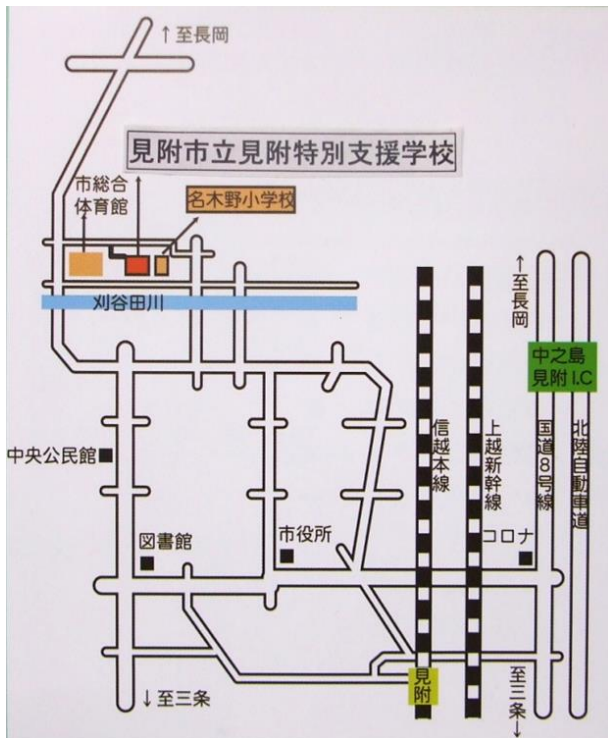 ↑至長岡
見附市立見附特別支援学校
市総合
体育館
名木野小学校
刈谷田川
←至長岡
中之島
見附I.C
信越本線
上越新幹線
国道8号線
北陸自動車道
中央公民館
図書館
市役所
コロナ
見附
↓至三条
至三条→